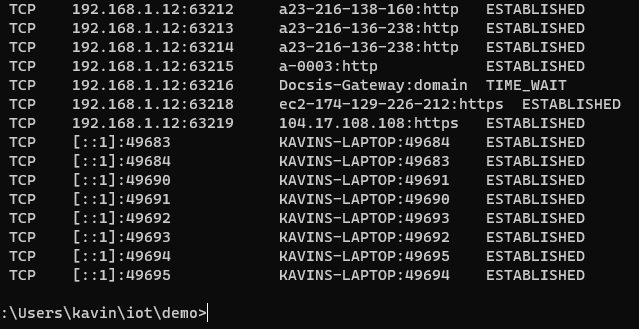 TCP    192.168.1.12:63212     a23-216-138-160:http   ESTABLISHED
TCP    192.168.1.12:63213     a23-216-136-238:http   ESTABLISHED
TCP    192.168.1.12:63214     a23-216-136-238:http   ESTABLISHED
TCP    192.168.1.12:63215     a-0003:http            ESTABLISHED
TCP    192.168.1.12:63216     Docsis-Gateway:domain  TIME_WAIT
TCP    192.168.1.12:63218     ec2-174-129-226-212:https  ESTABLISHED
TCP    192.168.1.12:63219     104.17.108.108:https   ESTABLISHED
TCP    [::1]:49683            KAVINS-LAPTOP:49684    ESTABLISHED
TCP    [::1]:49684            KAVINS-LAPTOP:49683    ESTABLISHED
TCP    [::1]:49690            KAVINS-LAPTOP:49691    ESTABLISHED
TCP    [::1]:49691            KAVINS-LAPTOP:49690    ESTABLISHED
TCP    [::1]:49692            KAVINS-LAPTOP:49693    ESTABLISHED
TCP    [::1]:49693            KAVINS-LAPTOP:49692    ESTABLISHED
TCP    [::1]:49694            KAVINS-LAPTOP:49695    ESTABLISHED
TCP    [::1]:49695            KAVINS-LAPTOP:49694    ESTABLISHED
:\Users\kavin\iot\demo>